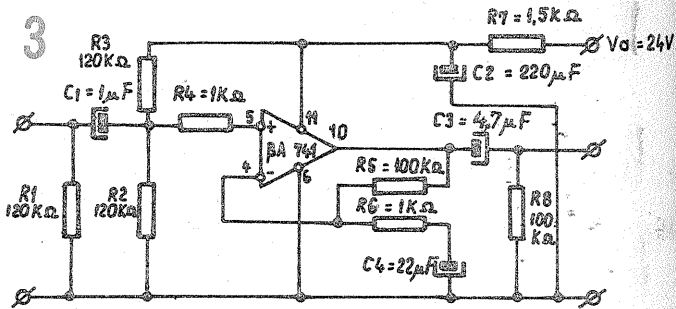 3
R7=1,5KΩ
Va=24V
R3
120KΩ
C1=1µF
R4=1KΩ
C2=220µF
5
+
11
10
βA 741
4
-
6
C3=4,7µF
R5=100KΩ
R6=1KΩ
R1
120KΩ
R2
120KΩ
C4=22µF
R8
100
KΩ